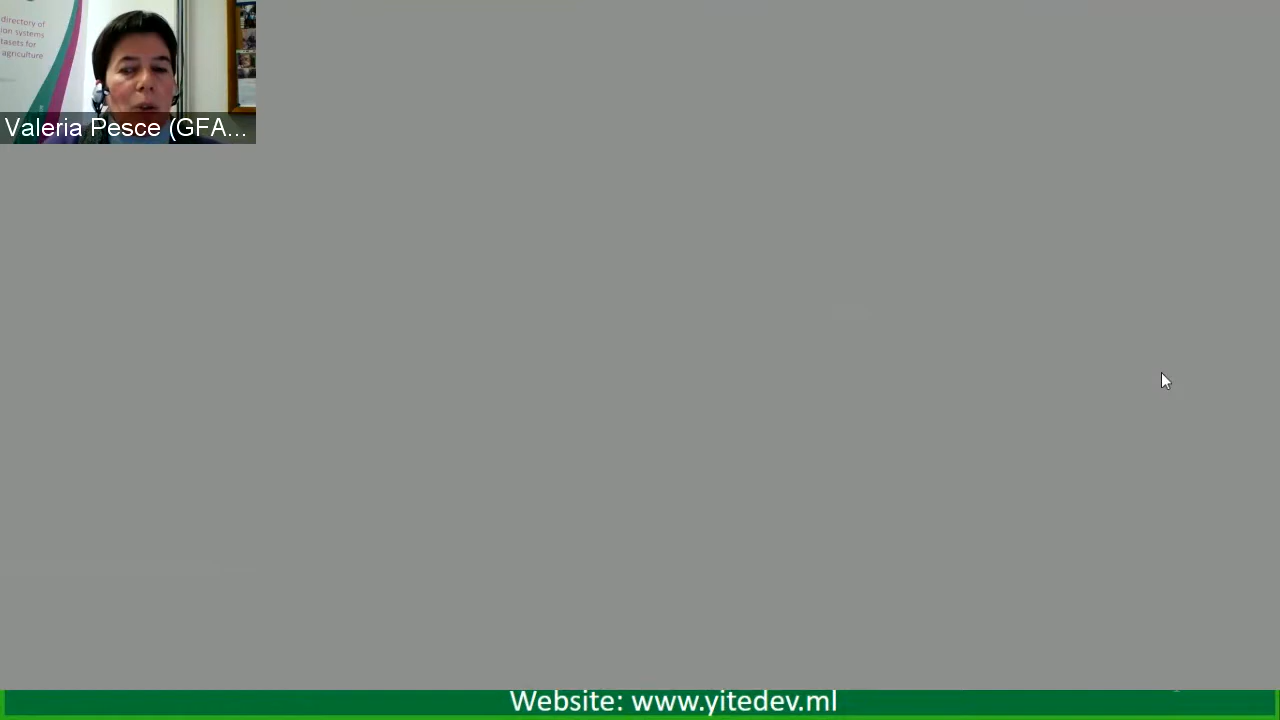 directory of
ion systems
tasets for
agriculture
Valeria Pesce (GFA...
Website: www.yitedev.ml